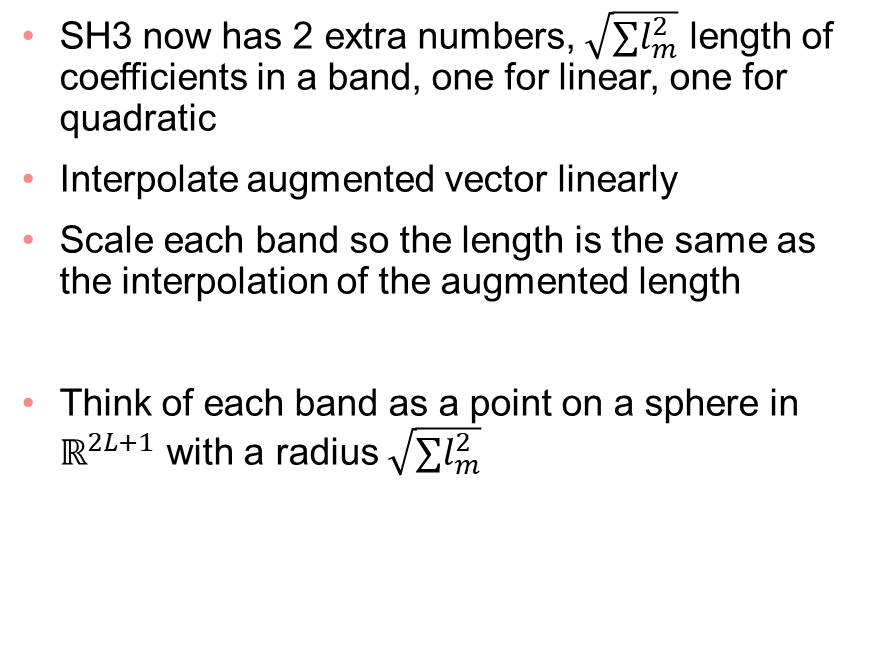 • SH3 now has 2 extra numbers, √∑l²ₘ length of
coefficients in a band, one for linear, one for
quadratic
• Interpolate augmented vector linearly
• Scale each band so the length is the same as
the interpolation of the augmented length
• Think of each band as a point on a sphere in
ℝ²ᴸ⁺¹ with a radius √∑l²ₘ